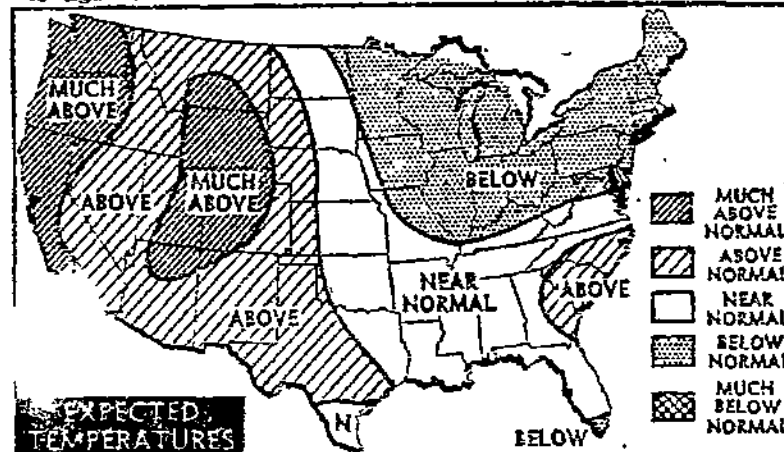 MUCH
ABOVE
MUCH
ABOVE
ABOVE
BELOW
NEAR
NORMAL
ABOVE
ABOVE
N
BELOW
EXPECTED
TEMPERATURES
MUCH
ABOVE
NORMAL
ABOVE
NORMAL
NEAR
NORMAL
BELOW
NORMAL
MUCH
BELOW
NORMAL